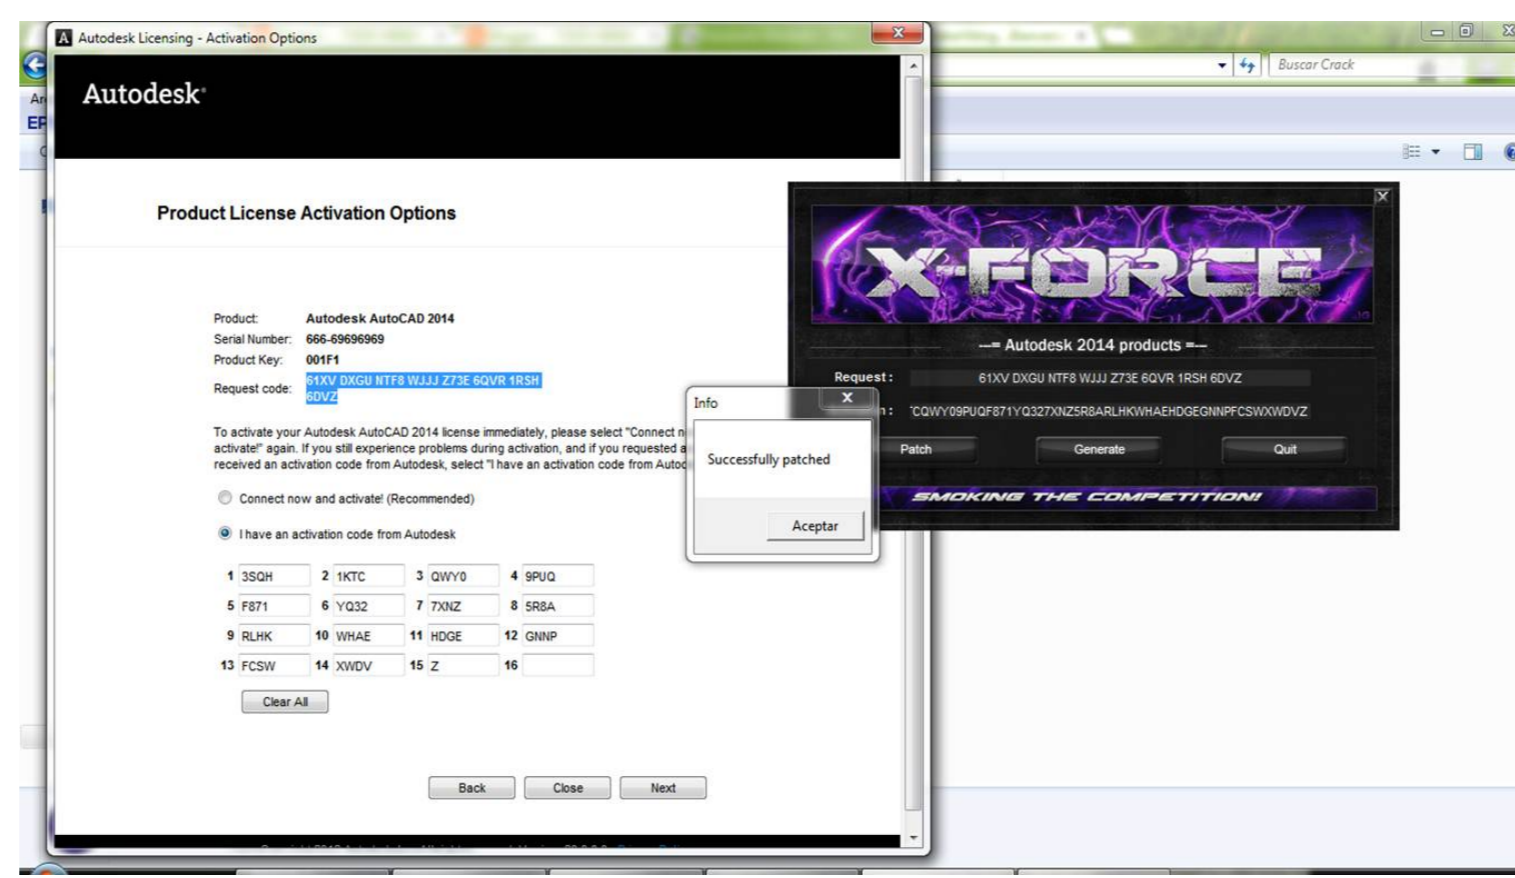 Autodesk Licensing - Activation Options
Buscar Crack
Autodesk
Product License Activation Options
Product: Autodesk AutoCAD 2014
Serial Number: 666-69696969
Product Key: 001F1
Request code: 61XV DXGU NTF8 WJJJ Z73E 6QVR 1RSH
6DVZ
To activate your Autodesk AutoCAD 2014 license immediately, please select "Connect n
activate!" again. If you still experience problems during activation, and if you requested a
received an activation code from Autodesk, select "I have an activation code from Autod
Connect now and activate! (Recommended)
I have an activation code from Autodesk
1 3SQH 2 1KTC 3 QWY0 4 9PUQ
5 F871 6 YQ32 7 7XNZ 8 5R8A
9 RLHK 10 WHAE 11 HDGE 12 GNNP
13 FCSW 14 XWDV 15 Z 16
Clear All
Back Close Next
X-FORCE
---= Autodesk 2014 products =---
Request : 61XV DXGU NTF8 WJJJ Z73E 6QVR 1RSH 6DVZ
n : CQWY09PUQF871YQ327XNZ5R8ARLHKWHAEHDGEGNNPFCSWXWDVZ
Patch Generate Quit
SMOKING THE COMPETITION!
Info
Successfully patched
Aceptar